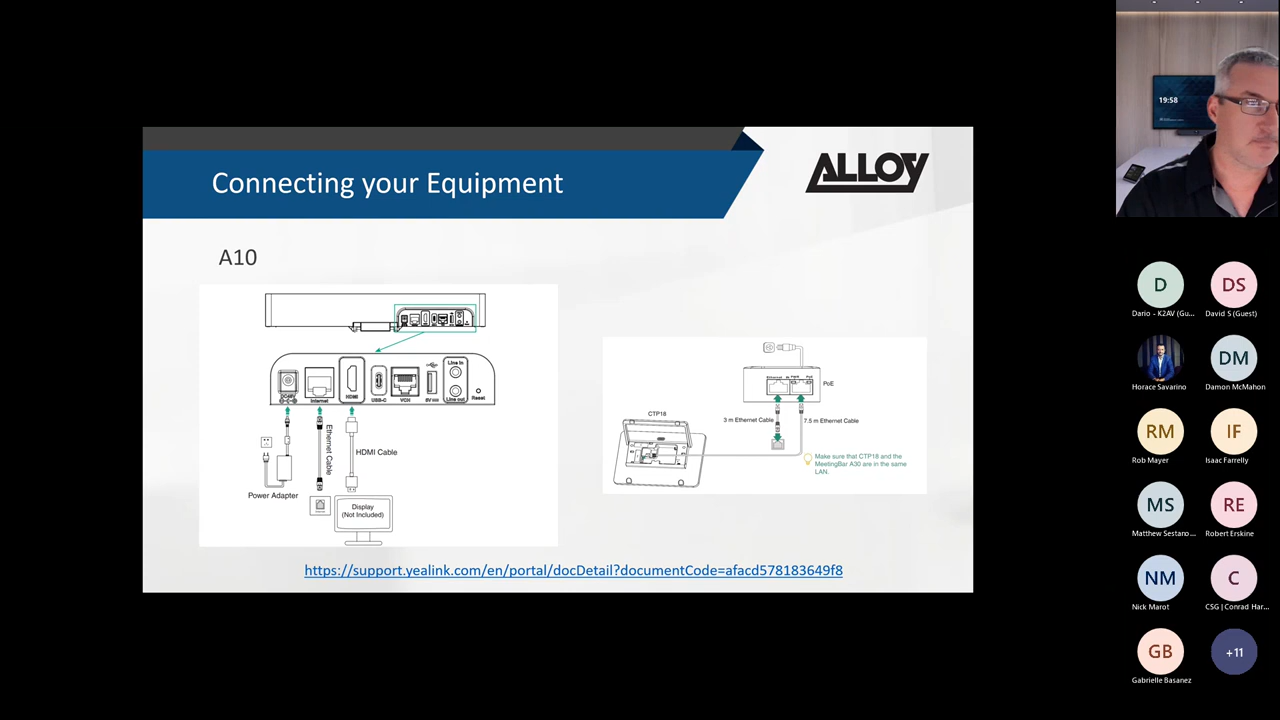 Connecting your Equipment
ALLOY
A10
DC48V
Internet
HDMI
USB-C
VCH
Line in
Line out
Reset
Ethernet Cable
HDMI Cable
Power Adapter
Display
(Not Included)
Ethernet
PoE
PoE
3 m Ethernet Cable
7.5 m Ethernet Cable
CTP18
Make sure that CTP18 and the
MeetingBar A30 are in the same
LAN.
https://support.yealink.com/en/portal/docDetail?documentCode=afacd578183649f8
19:58
D
DS
Dario - K2AV (Gu...
David S (Guest)
DM
Horace Savarino
Damon McMahon
RM
IF
Rob Mayer
Isaac Farrelly
MS
RE
Matthew Sestano...
Robert Erskine
NM
C
Nick Marot
CSG | Conrad Har...
GB
+11
Gabrielle Basanez